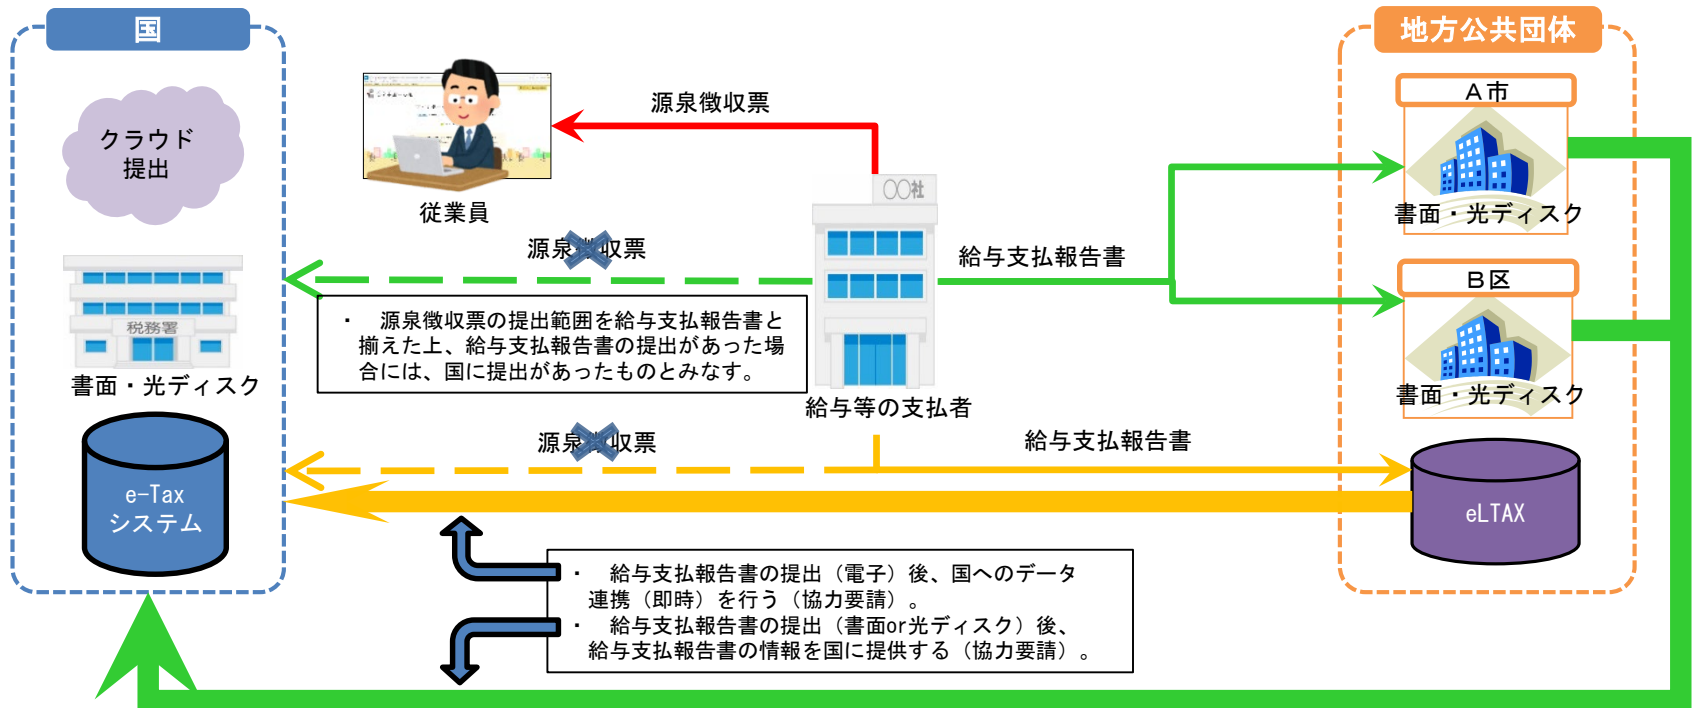 国
クラウド
提出
税務署
書面・光ディスク
e-Tax
システム
従業員
源泉徴収票
○○社
源泉徴収票
・　源泉徴収票の提出範囲を給与支払報告書と
揃えた上、給与支払報告書の提出があった場
合には、国に提出があったものとみなす。
給与等の支払者
給与支払報告書
源泉徴収票
給与支払報告書
・　給与支払報告書の提出（電子）後、国へのデータ
連携（即時）を行う（協力要請）。
・　給与支払報告書の提出（書面or光ディスク）後、
給与支払報告書の情報を国に提供する（協力要請）。
地方公共団体
Ａ市
書面・光ディスク
Ｂ区
書面・光ディスク
eLTAX